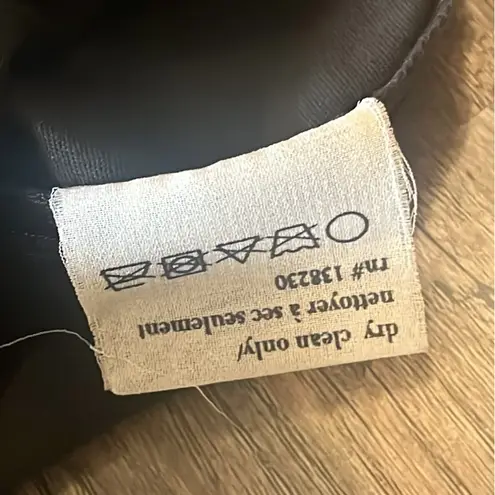 dry clean only/
nettoyer à sec seulement
rn# 138230